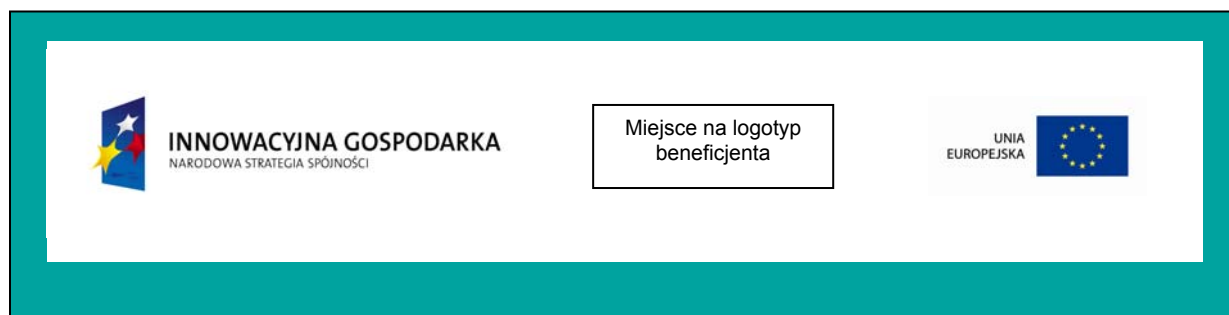 INNOWACYJNA GOSPODARKA
NARODOWA STRATEGIA SPÓJNOŚCI
Miejsce na logotyp
beneficjenta
UNIA
EUROPEJSKA